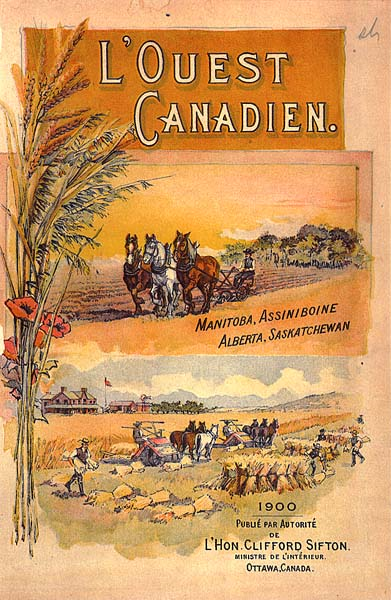 L'OUEST
CANADIEN.
MANITOBA, ASSINIBOINE
ALBERTA, SASKATCHEWAN
1900
PUBLIÉ PAR AUTORITÉ
DE
L'HON. CLIFFORD SIFTON.
MINISTRE DE L'INTÉRIEUR.
OTTAWA, CANADA.